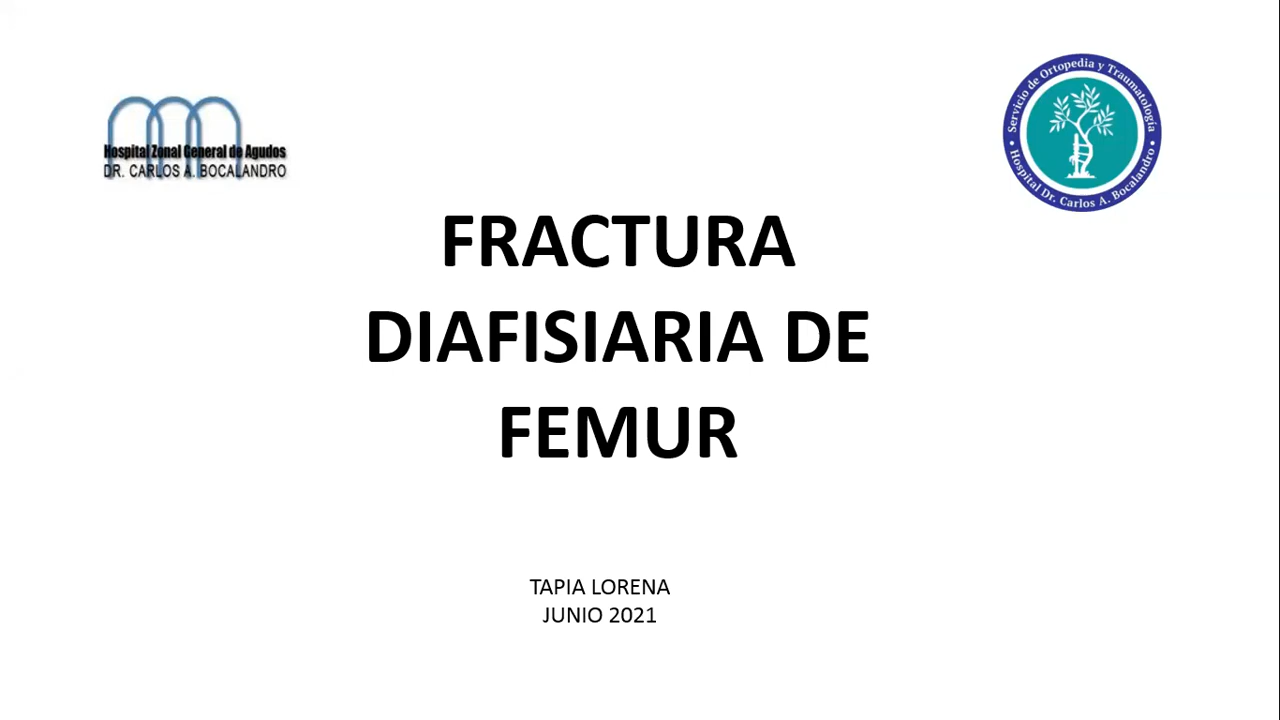 Hospital Zonal General de Agudos
DR. CARLOS A. BOCALANDRO
Servicio de Ortopedia y Traumatología
• Hospital Dr. Carlos A. Bocalandro •
FRACTURA
DIAFISIARIA DE
FEMUR
TAPIA LORENA
JUNIO 2021